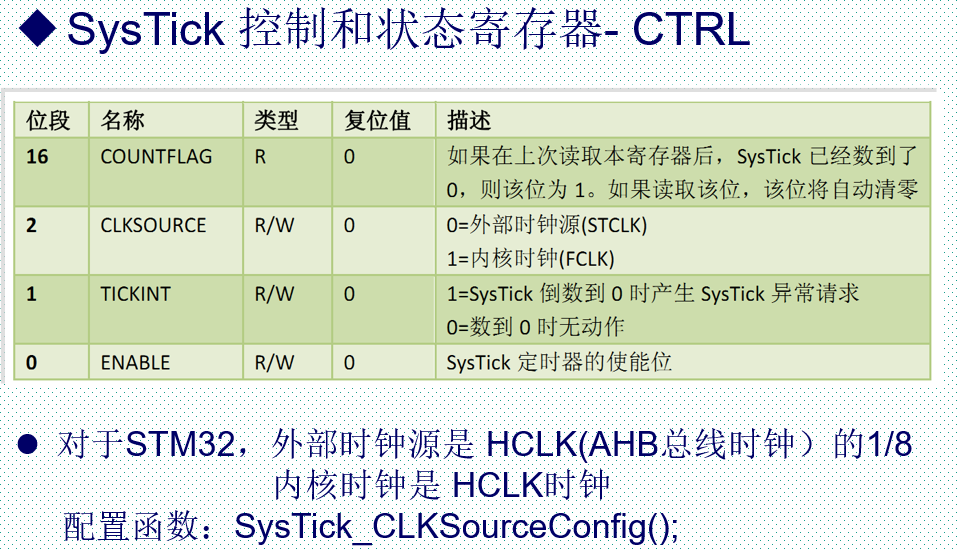 ◆SysTick 控制和状态寄存器- CTRL
位段 名称 类型 复位值 描述
16 COUNTFLAG R 0 如果在上次读取本寄存器后，SysTick 已经数到了
0，则该位为 1。如果读取该位，该位将自动清零
2 CLKSOURCE R/W 0 0=外部时钟源(STCLK)
1=内核时钟(FCLK)
1 TICKINT R/W 0 1=SysTick 倒数到 0 时产生 SysTick 异常请求
0=数到 0 时无动作
0 ENABLE R/W 0 SysTick 定时器的使能位
● 对于STM32，外部时钟源是 HCLK(AHB总线时钟）的1/8
内核时钟是 HCLK时钟
配置函数：SysTick_CLKSourceConfig();